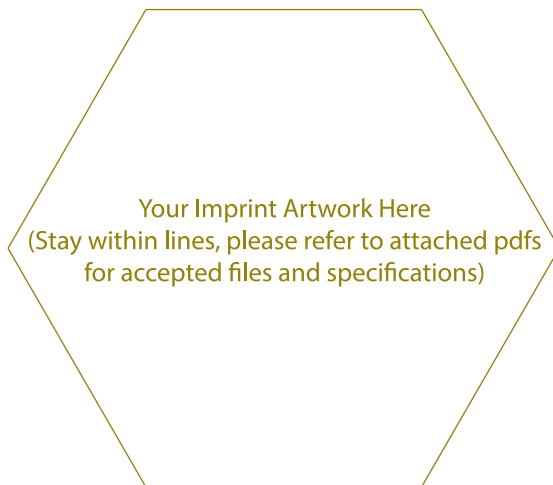 Your Imprint Artwork Here
(Stay within lines, please refer to attached pdfs
for accepted files and specifications)